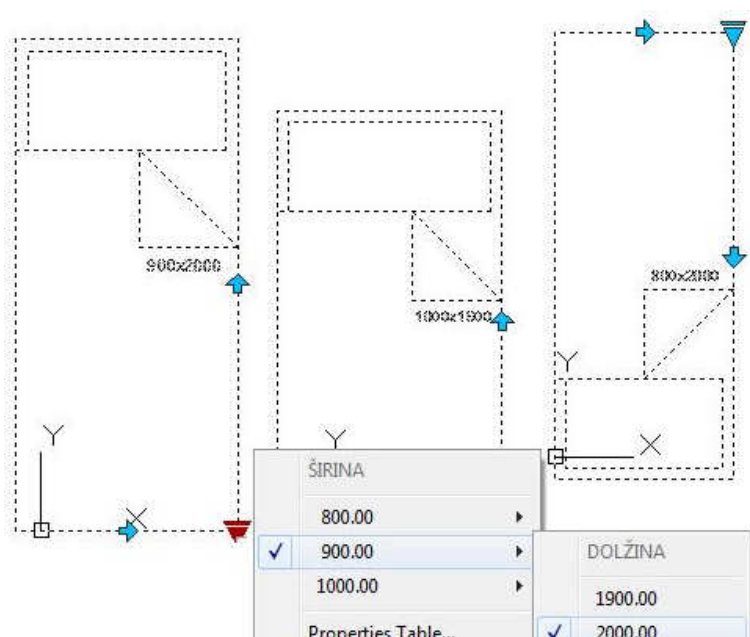 900x2000
1000x1900
800x2000
Y
X
Y
Y
X
ŠIRINA
800.00
900.00
1000.00
Properties Table...
DOLŽINA
1900.00
2000.00